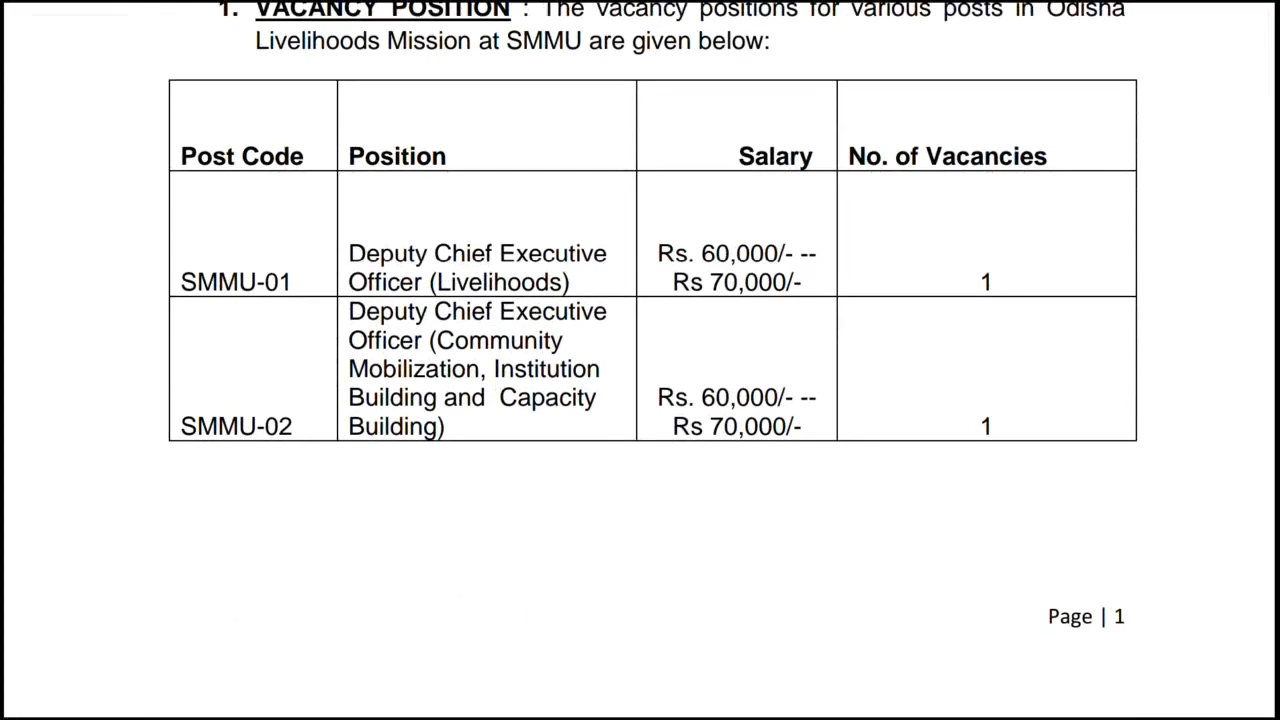 1. VACANCY POSITION : The vacancy positions for various posts in Odisha
Livelihoods Mission at SMMU are given below:
Post Code Position Salary No. of Vacancies
SMMU-01 Deputy Chief Executive Officer (Livelihoods) Rs. 60,000/- -- Rs 70,000/- 1
SMMU-02 Deputy Chief Executive Officer (Community Mobilization, Institution Building and Capacity Building) Rs. 60,000/- -- Rs 70,000/- 1
Page | 1